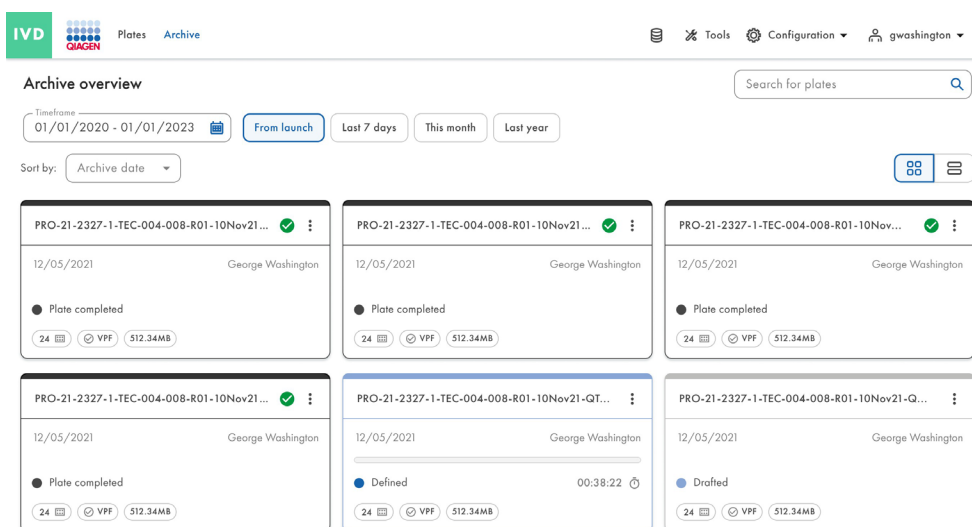 IVD QIAGEN Plates Archive Tools Configuration gwashington
Archive overview Search for plates
Timeframe
01/01/2020 - 01/01/2023 From launch Last 7 days This month Last year
Sort by: Archive date
PRO-21-2327-1-TEC-004-008-R01-10Nov21... PRO-21-2327-1-TEC-004-008-R01-10Nov21... PRO-21-2327-1-TEC-004-008-R01-10Nov...
12/05/2021 George Washington 12/05/2021 George Washington 12/05/2021 George Washington
Plate completed Plate completed Plate completed
24 VPF 512.34MB 24 VPF 512.34MB 24 VPF 512.34MB
PRO-21-2327-1-TEC-004-008-R01-10Nov21... PRO-21-2327-1-TEC-004-008-R01-10Nov21-QT... PRO-21-2327-1-TEC-004-008-R01-10Nov21-Q...
12/05/2021 George Washington 12/05/2021 George Washington 12/05/2021 George Washington
Plate completed Defined 00:38:22 Drafted
24 VPF 512.34MB 24 VPF 512.34MB 24 VPF 512.34MB